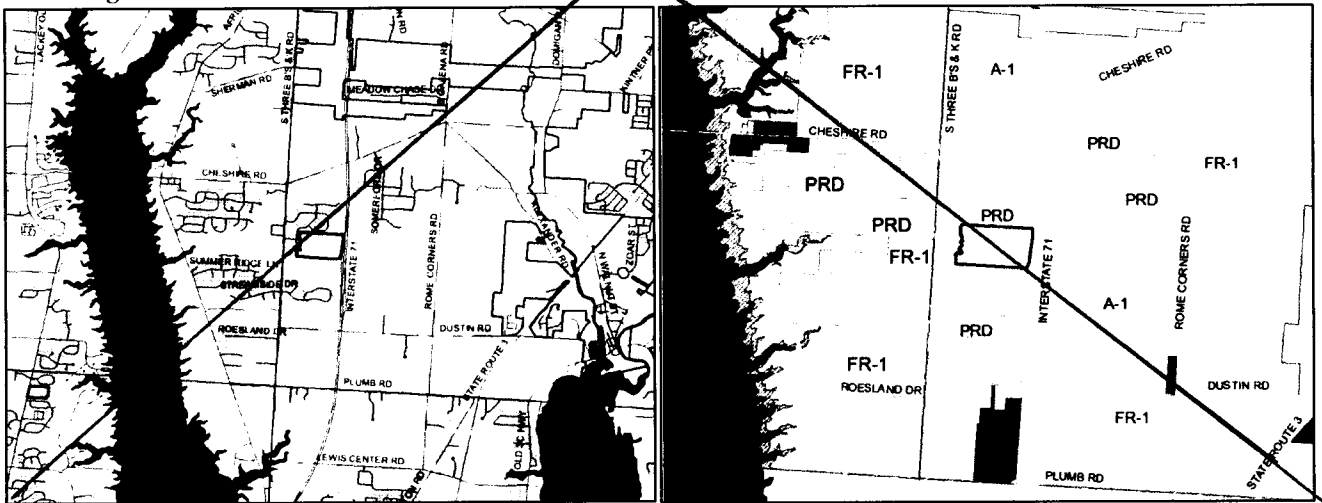 SHERMAN RD
S THREE B'S & K RD
MEADOW CHASE DR
CHESHIRE RD
SUMMER RIDGE LN
ROESLAND DR
INTERSTATE 71
ROME CORNERS RD
DUSTIN RD
STATE ROUTE 3
PLUMB RD
LEWIS CENTER RD
OLD 3C HWY
ZOAR ST
FR-1
A-1
S THREE B'S & K RD
CHESHIRE RD
CHESHIRE RD
PRD
FR-1
PRD
PRD
PRD
PRD
FR-1
INTERSTATE 71
ROME CORNERS RD
A-1
PRD
FR-1
ROESLAND DR
DUSTIN RD
FR-1
STATE ROUTE 3
PLUMB RD